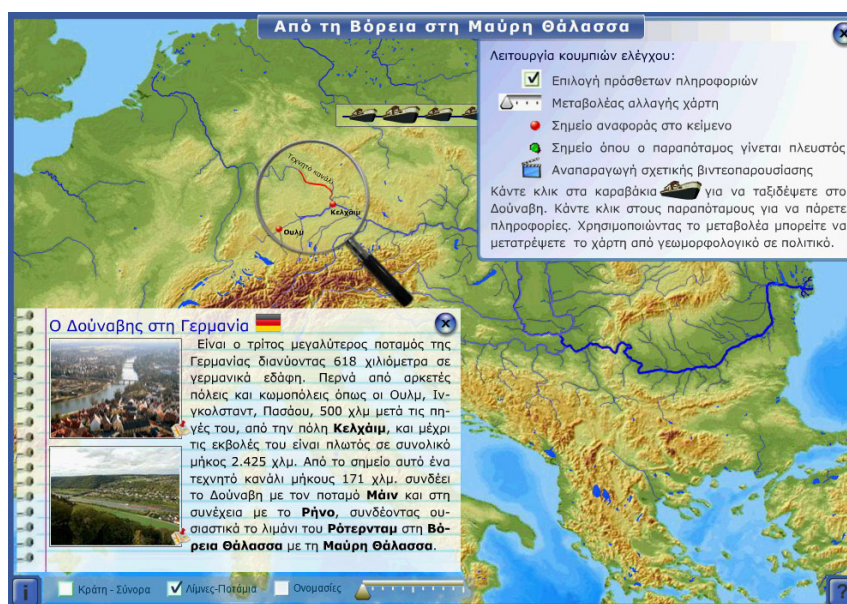 Από τη Βόρεια στη Μαύρη Θάλασσα
Λειτουργία κουμπιών ελέγχου:
Επιλογή πρόσθετων πληροφοριών
Μεταβολέας αλλαγής χάρτη
Σημείο αναφοράς στο κείμενο
Σημείο όπου ο παραπόταμος γίνεται πλευστός
Αναπαραγωγή σχετικής βιντεοπαρουσίασης
Κάντε κλικ στα καραβάκια για να ταξιδέψετε στο
Δούναβη. Κάντε κλικ στους παραπόταμους για να πάρετε
πληροφορίες. Χρησιμοποιώντας το μεταβολέα μπορείτε να
μετατρέψετε το χάρτη από γεωμορφολογικό σε πολιτικό.
Τεχνητό κανάλι
Κελχάιμ
Ουλμ
Ο Δούναβης στη Γερμανία
Είναι ο τρίτος μεγαλύτερος ποταμός της
Γερμανίας διανύοντας 618 χιλιόμετρα σε
γερμανικά εδάφη. Περνά από αρκετές
πόλεις και κωμοπόλεις όπως οι Ουλμ, Ιν-
γκολσταντ, Πασάου, 500 χλμ μετά τις πη-
γές του, από την πόλη Κελχάιμ, και μέχρι
τις εκβολές του είναι πλωτός σε συνολικό
μήκος 2.425 χλμ. Από το σημείο αυτό ένα
τεχνητό κανάλι μήκους 171 χλμ. συνδέει
το Δούναβη με τον ποταμό Μάιν και στη
συνέχεια με το Ρήνο, συνδέοντας ου-
σιαστικά το λιμάνι του Ρότερνταμ στη Βό-
ρεια Θάλασσα με τη Μαύρη Θάλασσα.
i
Κράτη - Σύνορα
Λίμνες-Ποτάμια
Ονομασίες
?